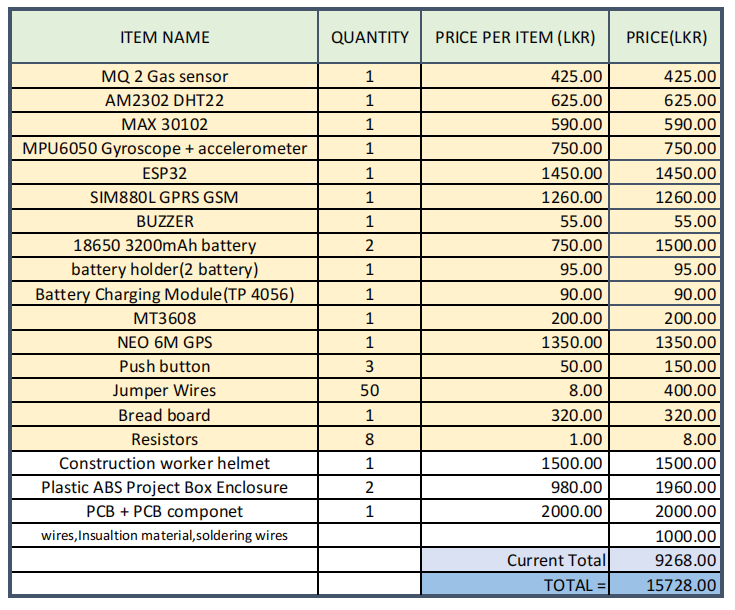 ITEM NAME QUANTITY PRICE PER ITEM (LKR) PRICE(LKR)
MQ 2 Gas sensor 1 425.00 425.00
AM2302 DHT22 1 625.00 625.00
MAX 30102 1 590.00 590.00
MPU6050 Gyroscope + accelerometer 1 750.00 750.00
ESP32 1 1450.00 1450.00
SIM880L GPRS GSM 1 1260.00 1260.00
BUZZER 1 55.00 55.00
18650 3200mAh battery 2 750.00 1500.00
battery holder(2 battery) 1 95.00 95.00
Battery Charging Module(TP 4056) 1 90.00 90.00
MT3608 1 200.00 200.00
NEO 6M GPS 1 1350.00 1350.00
Push button 3 50.00 150.00
Jumper Wires 50 8.00 400.00
Bread board 1 320.00 320.00
Resistors 8 1.00 8.00
Construction worker helmet 1 1500.00 1500.00
Plastic ABS Project Box Enclosure 2 980.00 1960.00
PCB + PCB componet 1 2000.00 2000.00
wires,Insualtion material,soldering wires 1000.00
Current Total 9268.00
TOTAL = 15728.00